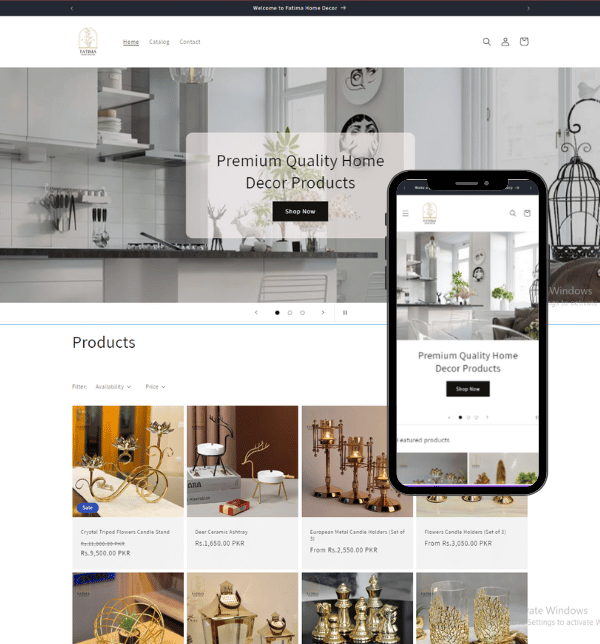 Welcome to Fatima Home Decor →
FATIMA
Home
Catalog
Contact
Premium Quality Home
Decor Products
Shop Now
Products
Filter:
Availability
Price
Sale
Crystal Tripod Flowers Candle Stand
Rs.11,000.00 PKR
Rs.9,500.00 PKR
Deer Ceramic Ashtray
Rs.1,650.00 PKR
European Metal Candle Holders (Set of
3)
From Rs.2,550.00 PKR
Flowers Candle Holders (Set of 3)
From Rs.3,050.00 PKR
FATIMA
Premium Quality Home
Decor Products
Shop Now
Featured products
Windows
ate Windows
Settings to activate W